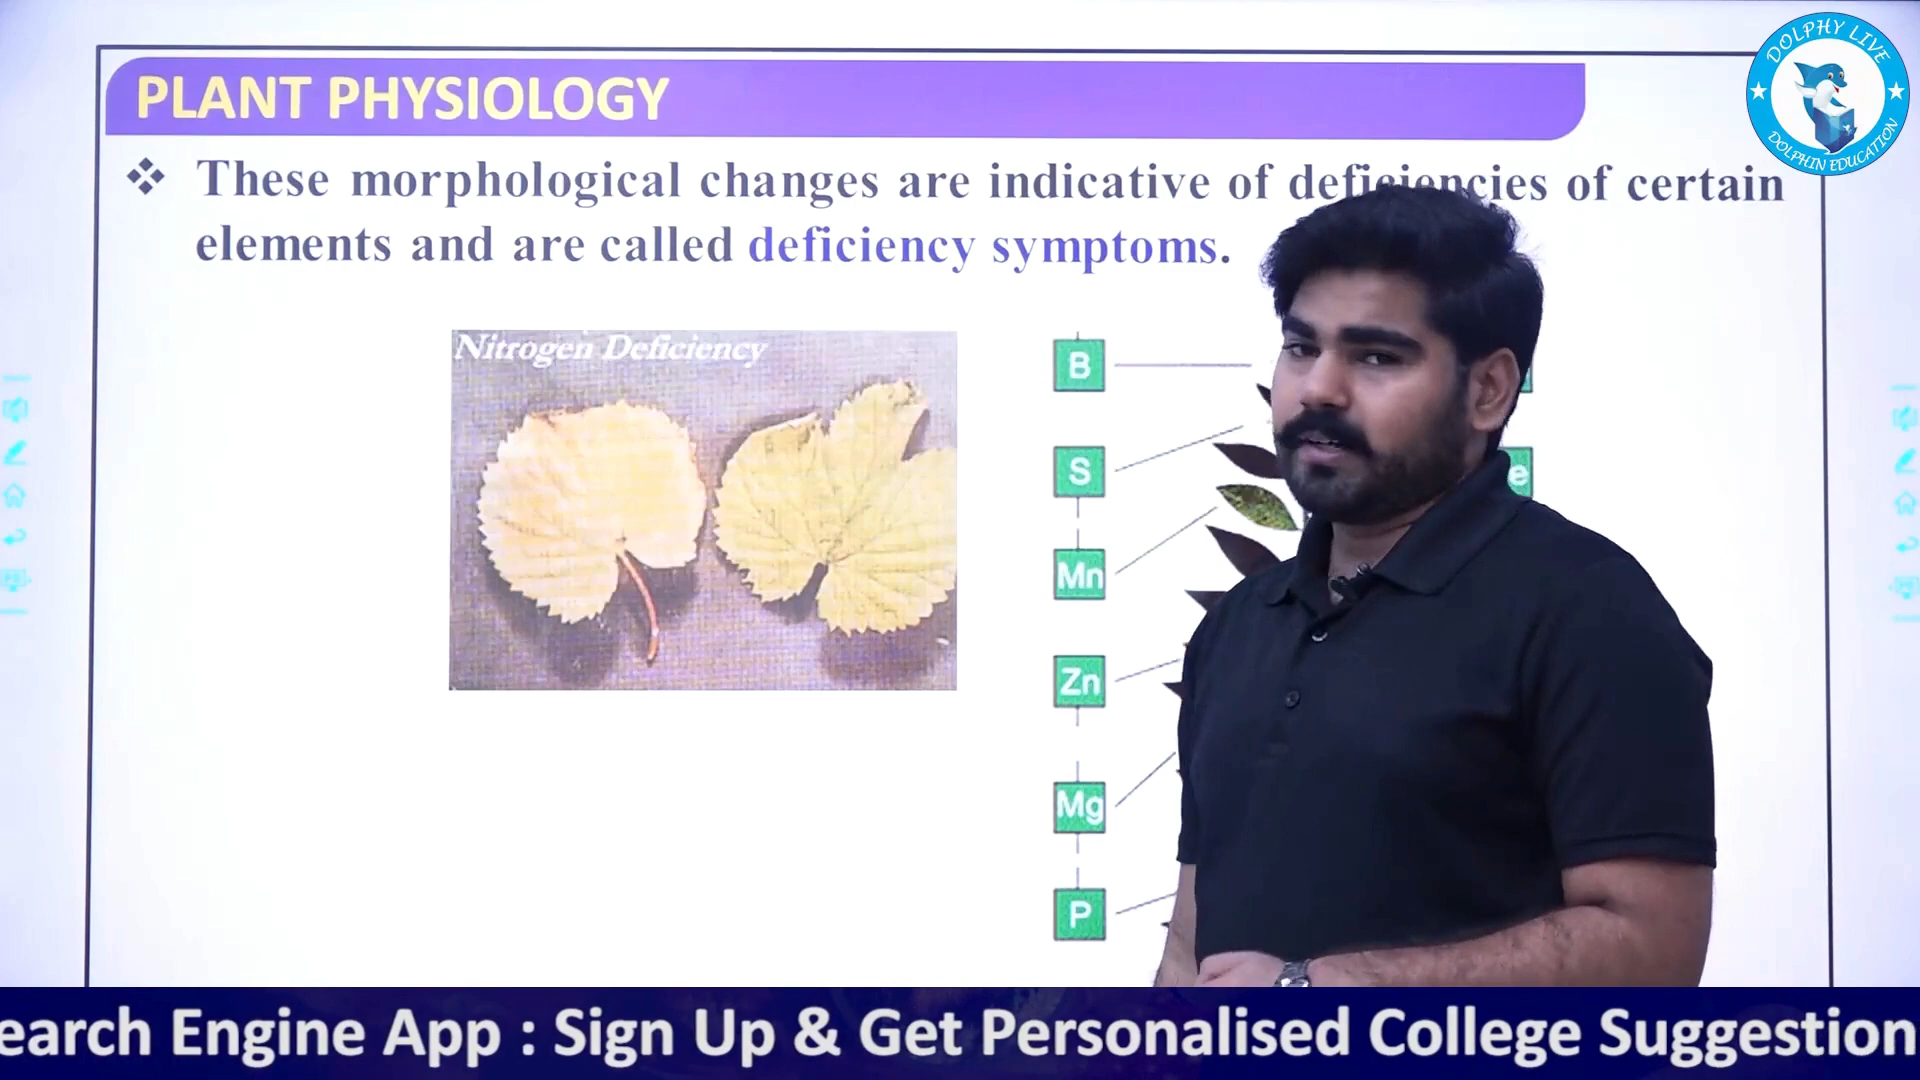 DOLPHY LIVE
DOLPHIN EDUCATION
PLANT PHYSIOLOGY
These morphological changes are indicative of deficiencies of certain
elements and are called deficiency symptoms.
Nitrogen Deficiency
B
S
Mn
Zn
Mg
P
e
earch Engine App : Sign Up & Get Personalised College Suggestion